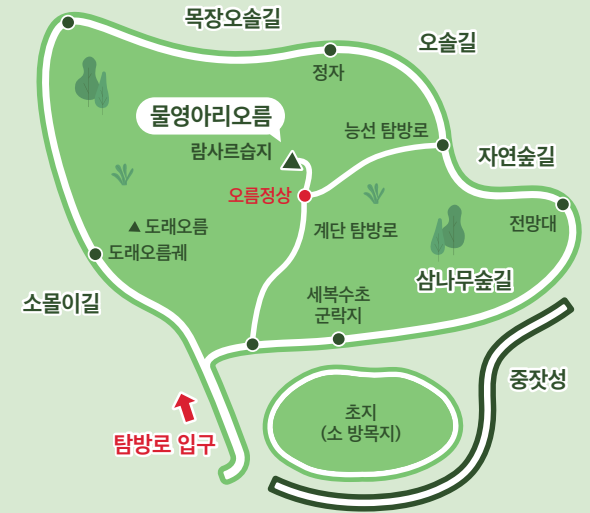 목장오솔길
오솔길
정자
물영아리오름
능선 탐방로
람사르습지
자연숲길
오름정상
전망대
도래오름
계단 탐방로
도래오름궤
삼나무숲길
소몰이길
세복수초
군락지
중잣성
초지
(소 방목지)
탐방로 입구